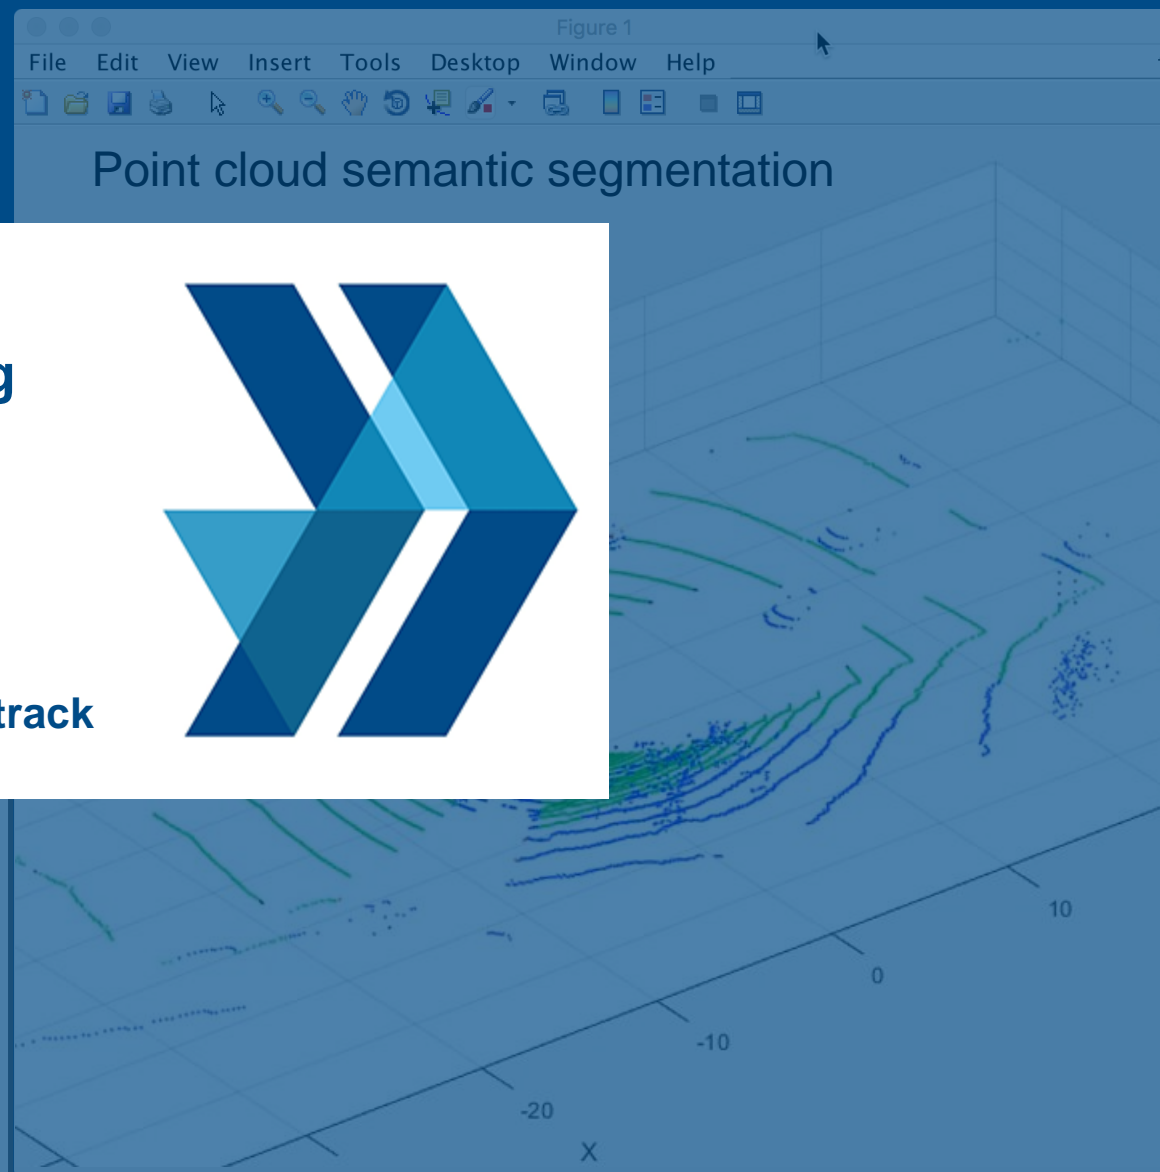 Figure 1
File Edit View Insert Tools Desktop Window Help
Point cloud semantic segmentation
g
track
10
0
-10
-20
X